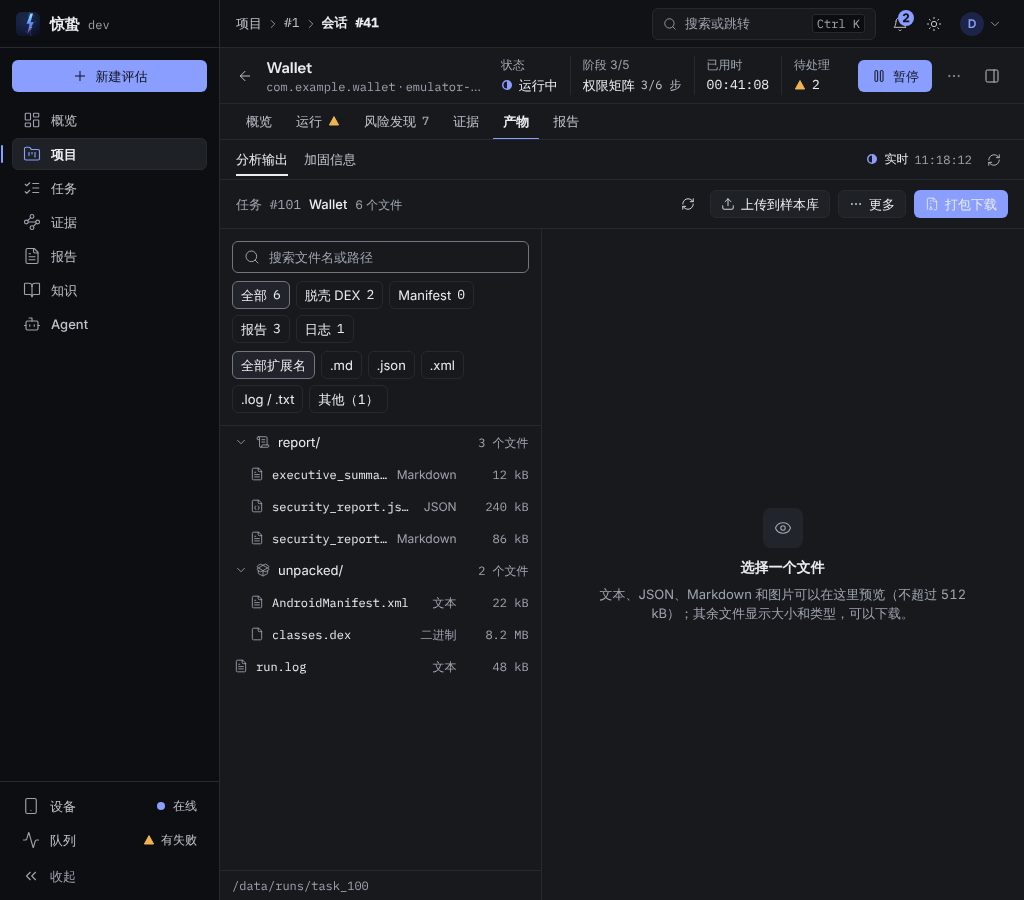 惊蛰 dev
项目 > #1 > 会话 #41
搜索或跳转 Ctrl K
2
D
新建评估
概览
项目
任务
证据
报告
知识
Agent
设备 在线
队列 有失败
收起
Wallet
com.example.wallet · emulator-…
状态
运行中
阶段 3/5
权限矩阵 3/6 步
已用时
00:41:08
待处理
2
暂停
概览 运行 风险发现 7 证据 产物 报告
分析输出 加固信息
实时 11:18:12
任务 #101 Wallet 6 个文件
上传到样本库
更多
打包下载
搜索文件名或路径
全部 6 脱壳 DEX 2 Manifest 0
报告 3 日志 1
全部扩展名 .md .json .xml
.log / .txt 其他（1）
report/ 3 个文件
executive_summa… Markdown 12 kB
security_report.js… JSON 240 kB
security_report… Markdown 86 kB
unpacked/ 2 个文件
AndroidManifest.xml 文本 22 kB
classes.dex 二进制 8.2 MB
run.log 文本 48 kB
/data/runs/task_100
选择一个文件
文本、JSON、Markdown 和图片可以在这里预览（不超过 512
kB）；其余文件显示大小和类型，可以下载。